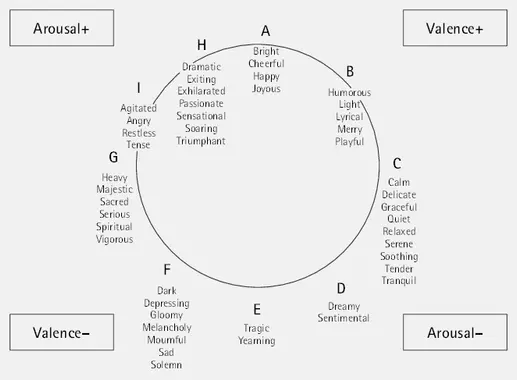 Arousal+
Valence+
A
Bright
Cheerful
Happy
Joyous
H
Dramatic
Exiting
Exhilarated
Passionate
Sensational
Soaring
Triumphant
B
Humorous
Light
Lyrical
Merry
Playful
I
Agitated
Angry
Restless
Tense
G
Heavy
Majestic
Sacred
Serious
Spiritual
Vigorous
C
Calm
Delicate
Graceful
Quiet
Relaxed
Serene
Soothing
Tender
Tranquil
F
Dark
Depressing
Gloomy
Melancholy
Mournful
Sad
Solemn
E
Tragic
Yearning
D
Dreamy
Sentimental
Valence−
Arousal−